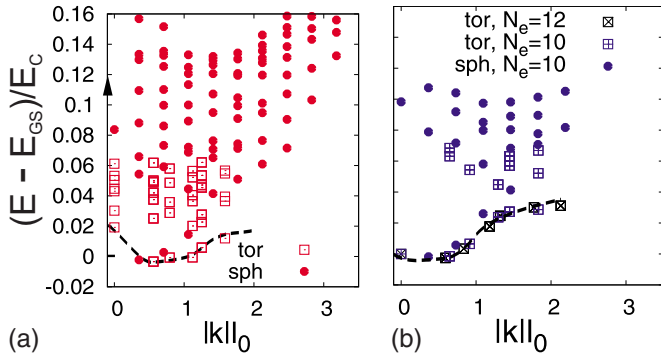 0.16
0.14
0.12
0.1
0.08
0.06
0.04
0.02
0
-0.02
(E - E_GS)/E_C
0 1 2 3
|k|l_0
tor
sph
(a)
tor, N_e=12
tor, N_e=10
sph, N_e=10
0 1 2 3
|k|l_0
(b)